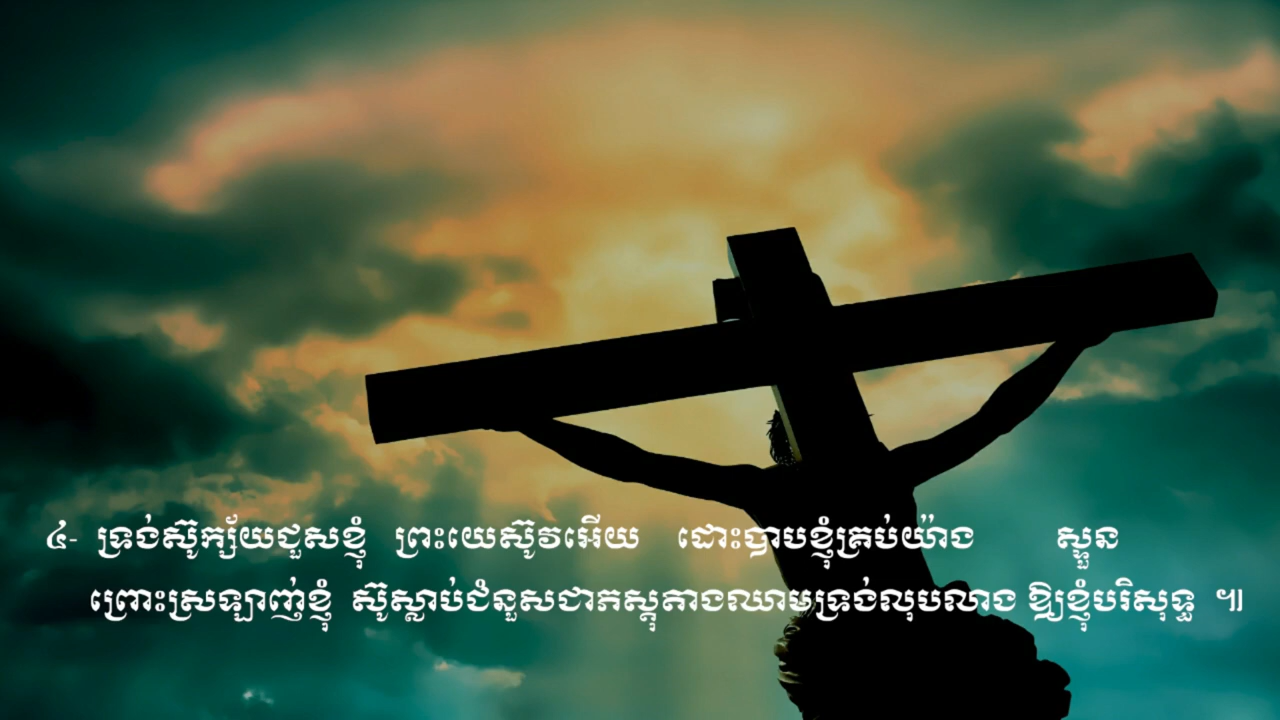 ៤- ទ្រង់ស៊ូក្ស័យជួសខ្ញុំ ព្រះយេស៊ូវអើយ ដោះបាបខ្ញុំគ្រប់យ៉ាង ស្ទួន
ព្រោះស្រឡាញ់ខ្ញុំ ស៊ូស្លាប់ជំនួសជាភស្តុតាងឈាមទ្រង់លុបលាង ឱ្យខ្ញុំបរិសុទ្ធ ៕